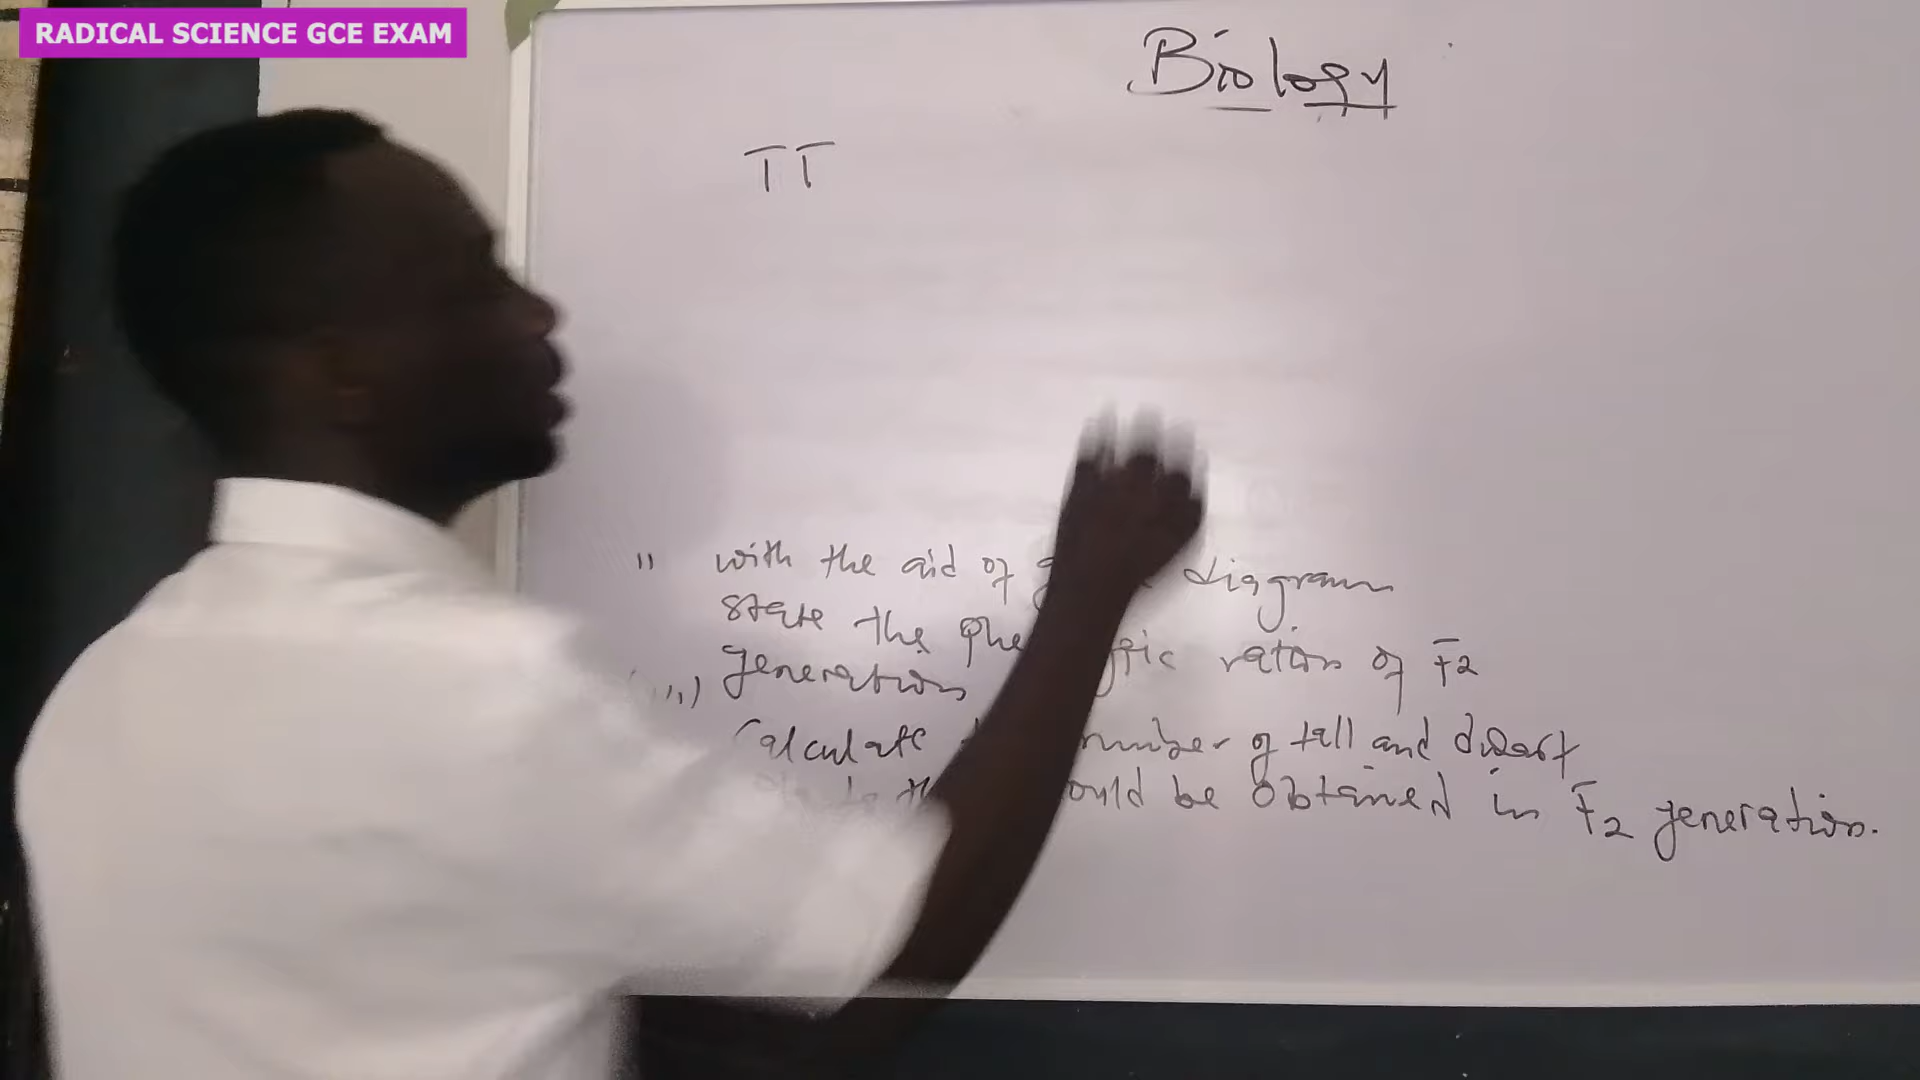 RADICAL SCIENCE GCE EXAM
Biology
TT
with the aid of diagram
state the ratio of F2
generation
Calculate number of tall and dwarf
be obtained in F2 generation.